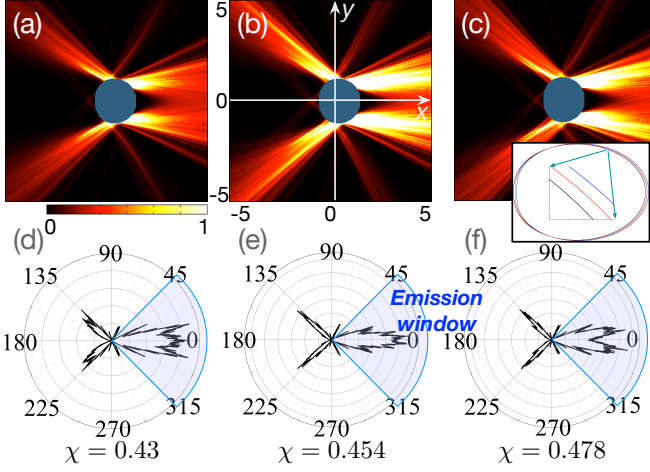 (a)
(b)
(c)
y
x
5
0
-5
-5
0
5
0
1
(d)
(e)
(f)
90
135
45
180
0
225
315
270
χ = 0.43
90
135
45
180
0
225
315
270
Emission
window
χ = 0.454
90
135
45
180
0
225
315
270
χ = 0.478